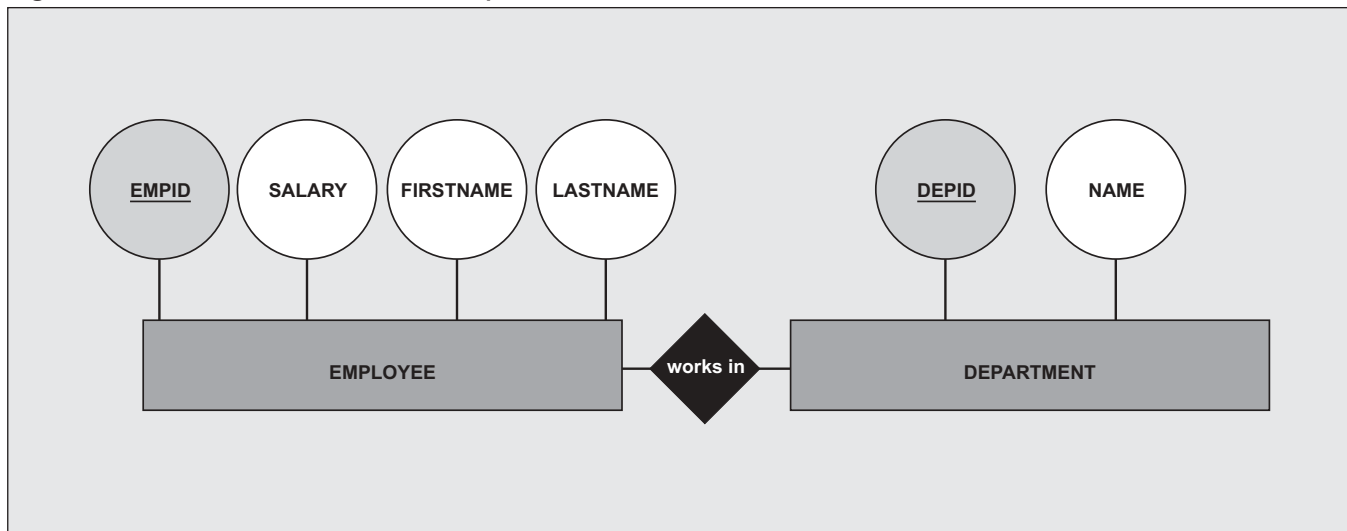 EMPID
SALARY
FIRSTNAME
LASTNAME
DEPID
NAME
EMPLOYEE
works in
DEPARTMENT